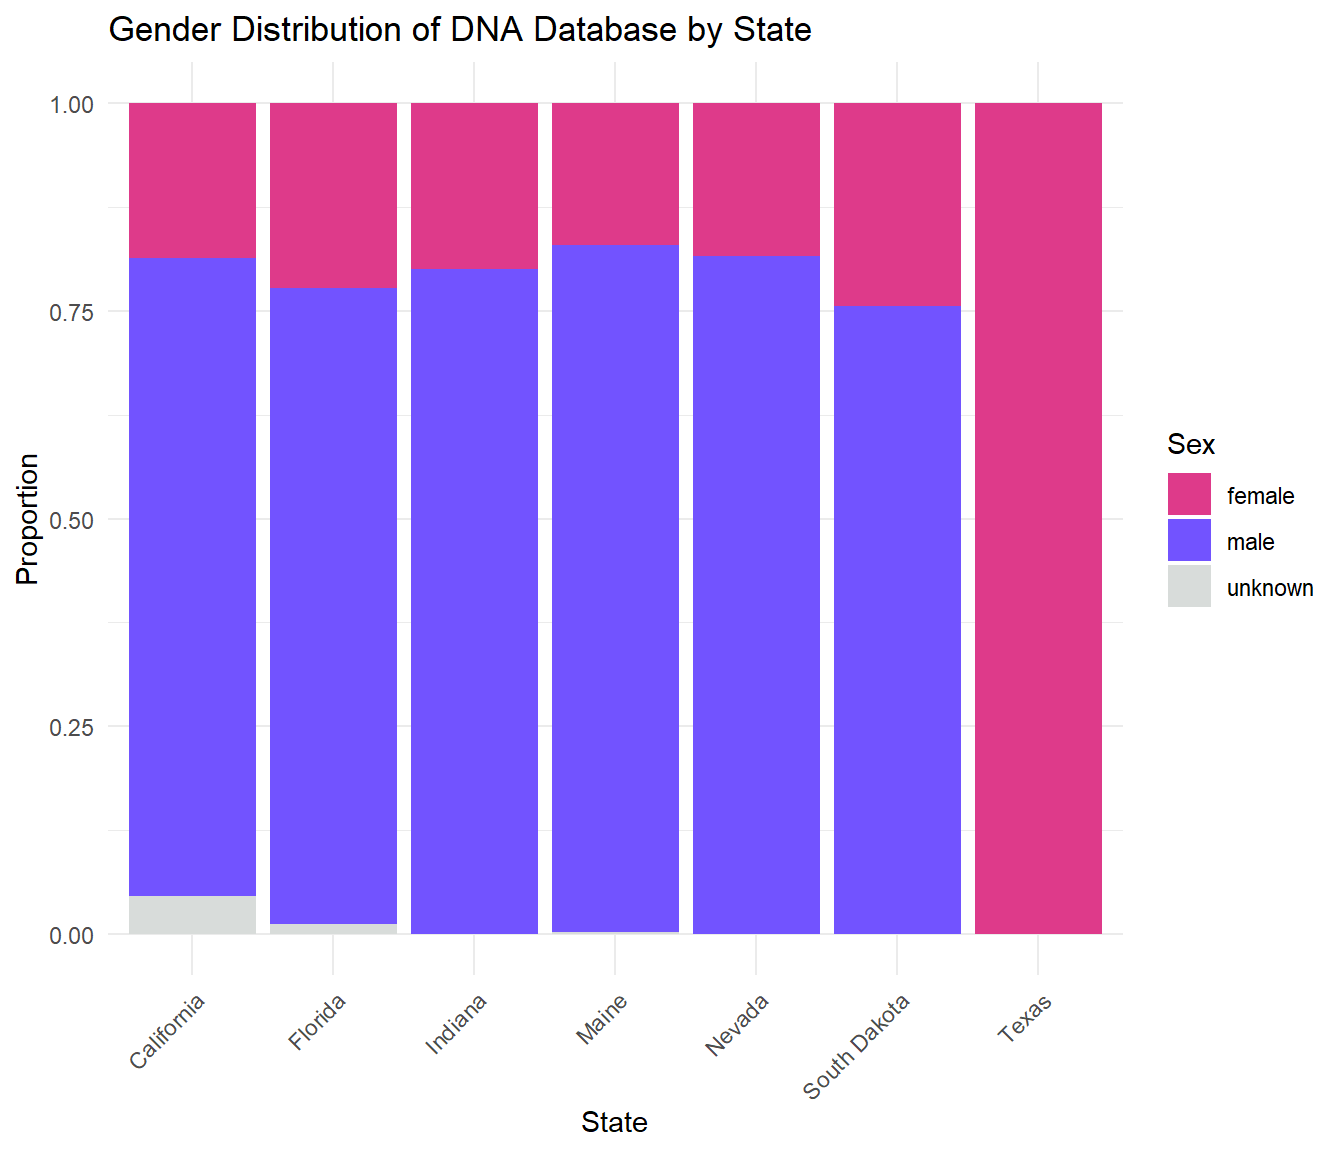 Gender Distribution of DNA Database by State
1.00
0.75
0.50
0.25
0.00
Proportion
California
Florida
Indiana
Maine
Nevada
South Dakota
Texas
State
Sex
female
male
unknown